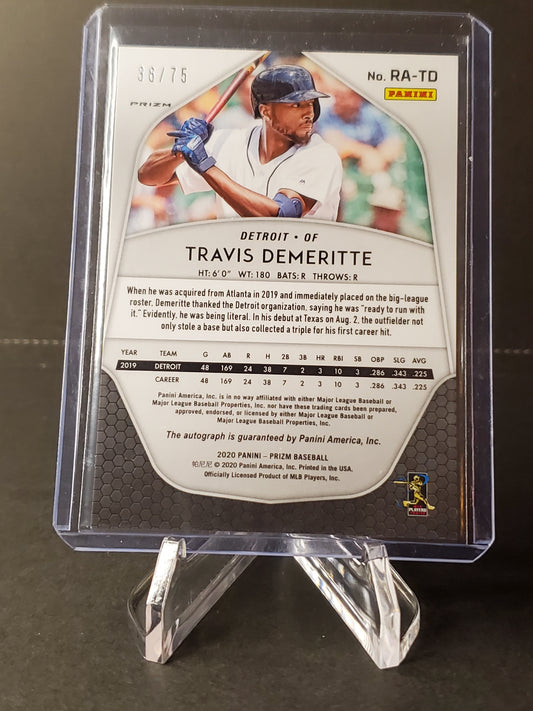 36/75
No. RA-TD
PRIZM
PANINI
DETROIT • OF
TRAVIS DEMERITTE
HT: 6' 0" WT: 180 BATS: R THROWS: R
When he was acquired from Atlanta in 2019 and immediately placed on the big-league
roster, Demeritte thanked the Detroit organization, saying he was "ready to run with
it." Evidently, he was being literal. In his debut at Texas on Aug. 2, the outfielder not
only stole a base but also collected a triple for his first career hit.
YEAR TEAM G AB R H 2B 3B HR RBI SB OBP SLG AVG
2019 DETROIT 48 169 24 38 7 2 3 10 3 .286 .343 .225
CAREER 48 169 24 38 7 2 3 10 3 .286 .343 .225
Panini America, Inc. is in no way affiliated with either Major League Baseball or
Major League Baseball Properties, Inc. nor have these trading cards been prepared,
approved, endorsed, or licensed by either Major League Baseball or
Major League Baseball Properties, Inc.
The autograph is guaranteed by Panini America, Inc.
2020 PANINI – PRIZM BASEBALL
帕尼尼 © 2020 Panini America, Inc. Printed in the USA.
Officially Licensed Product of MLB Players, Inc.
PLAYERS